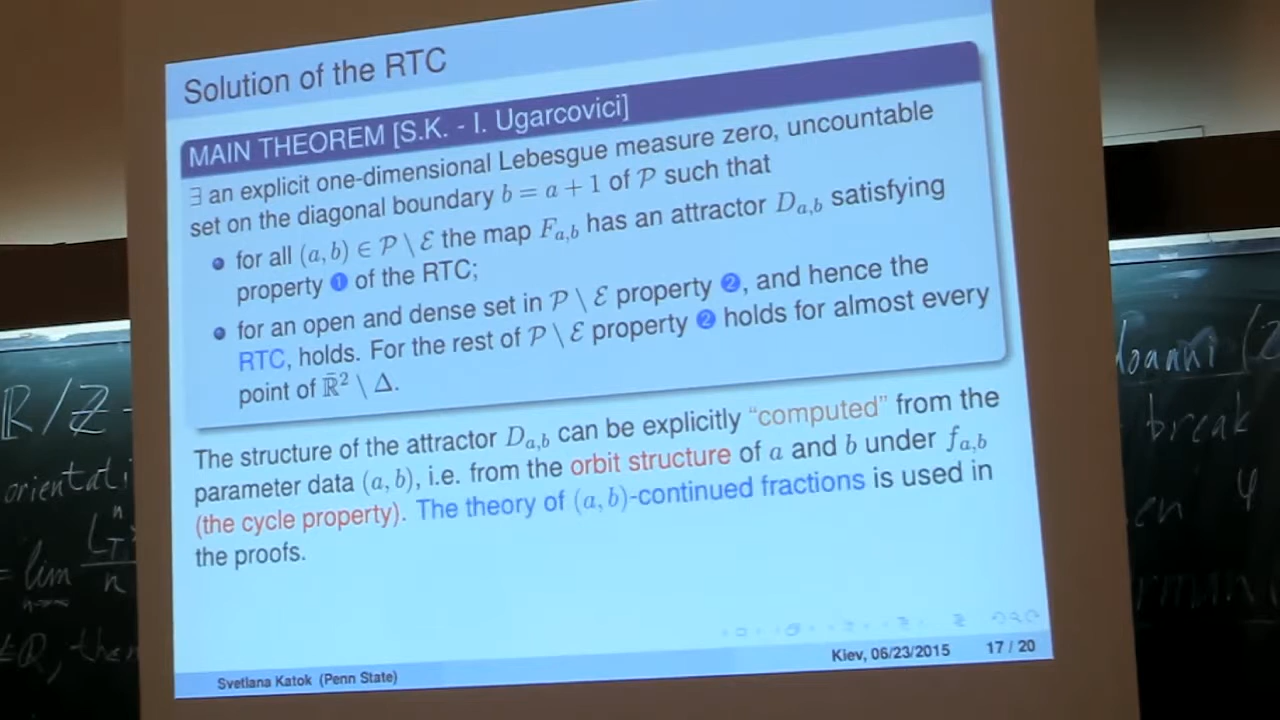 Solution of the RTC
MAIN THEOREM [S.K. - I. Ugarcovici]
∃ an explicit one-dimensional Lebesgue measure zero, uncountable
set on the diagonal boundary b = a + 1 of 𝒫 such that
• for all (a, b) ∈ 𝒫 \ ℰ the map F_{a,b} has an attractor D_{a,b} satisfying
property 1 of the RTC;
• for an open and dense set in 𝒫 \ ℰ property 2, and hence the
RTC, holds. For the rest of 𝒫 \ ℰ property 2 holds for almost every
point of ℝ̄² \ Δ.
The structure of the attractor D_{a,b} can be explicitly “computed” from the
parameter data (a, b), i.e. from the orbit structure of a and b under f_{a,b}
(the cycle property). The theory of (a, b)-continued fractions is used in
the proofs.
Svetlana Katok (Penn State)
Kiev, 06/23/2015
17 / 20
ℝ/ℤ
orientati
= lim
n
break
φ
en